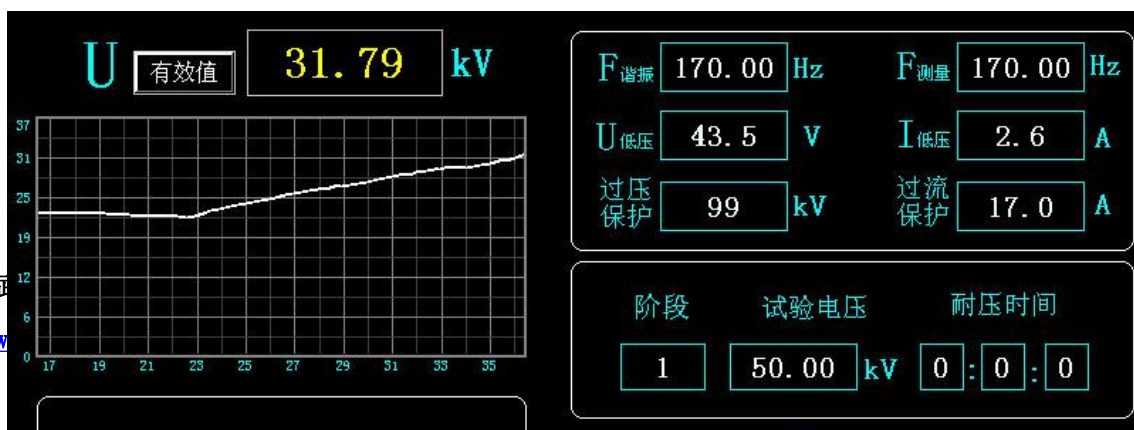 U 有效值 31.79 kV
F谐振 170.00 Hz F测量 170.00 Hz
U低压 43.5 V I低压 2.6 A
过压保护 99 kV 过流保护 17.0 A
37
31
25
19
12
6
0
17 19 21 23 25 27 29 31 33 35
阶段 试验电压 耐压时间
1 50.00 kV 0 : 0 : 0